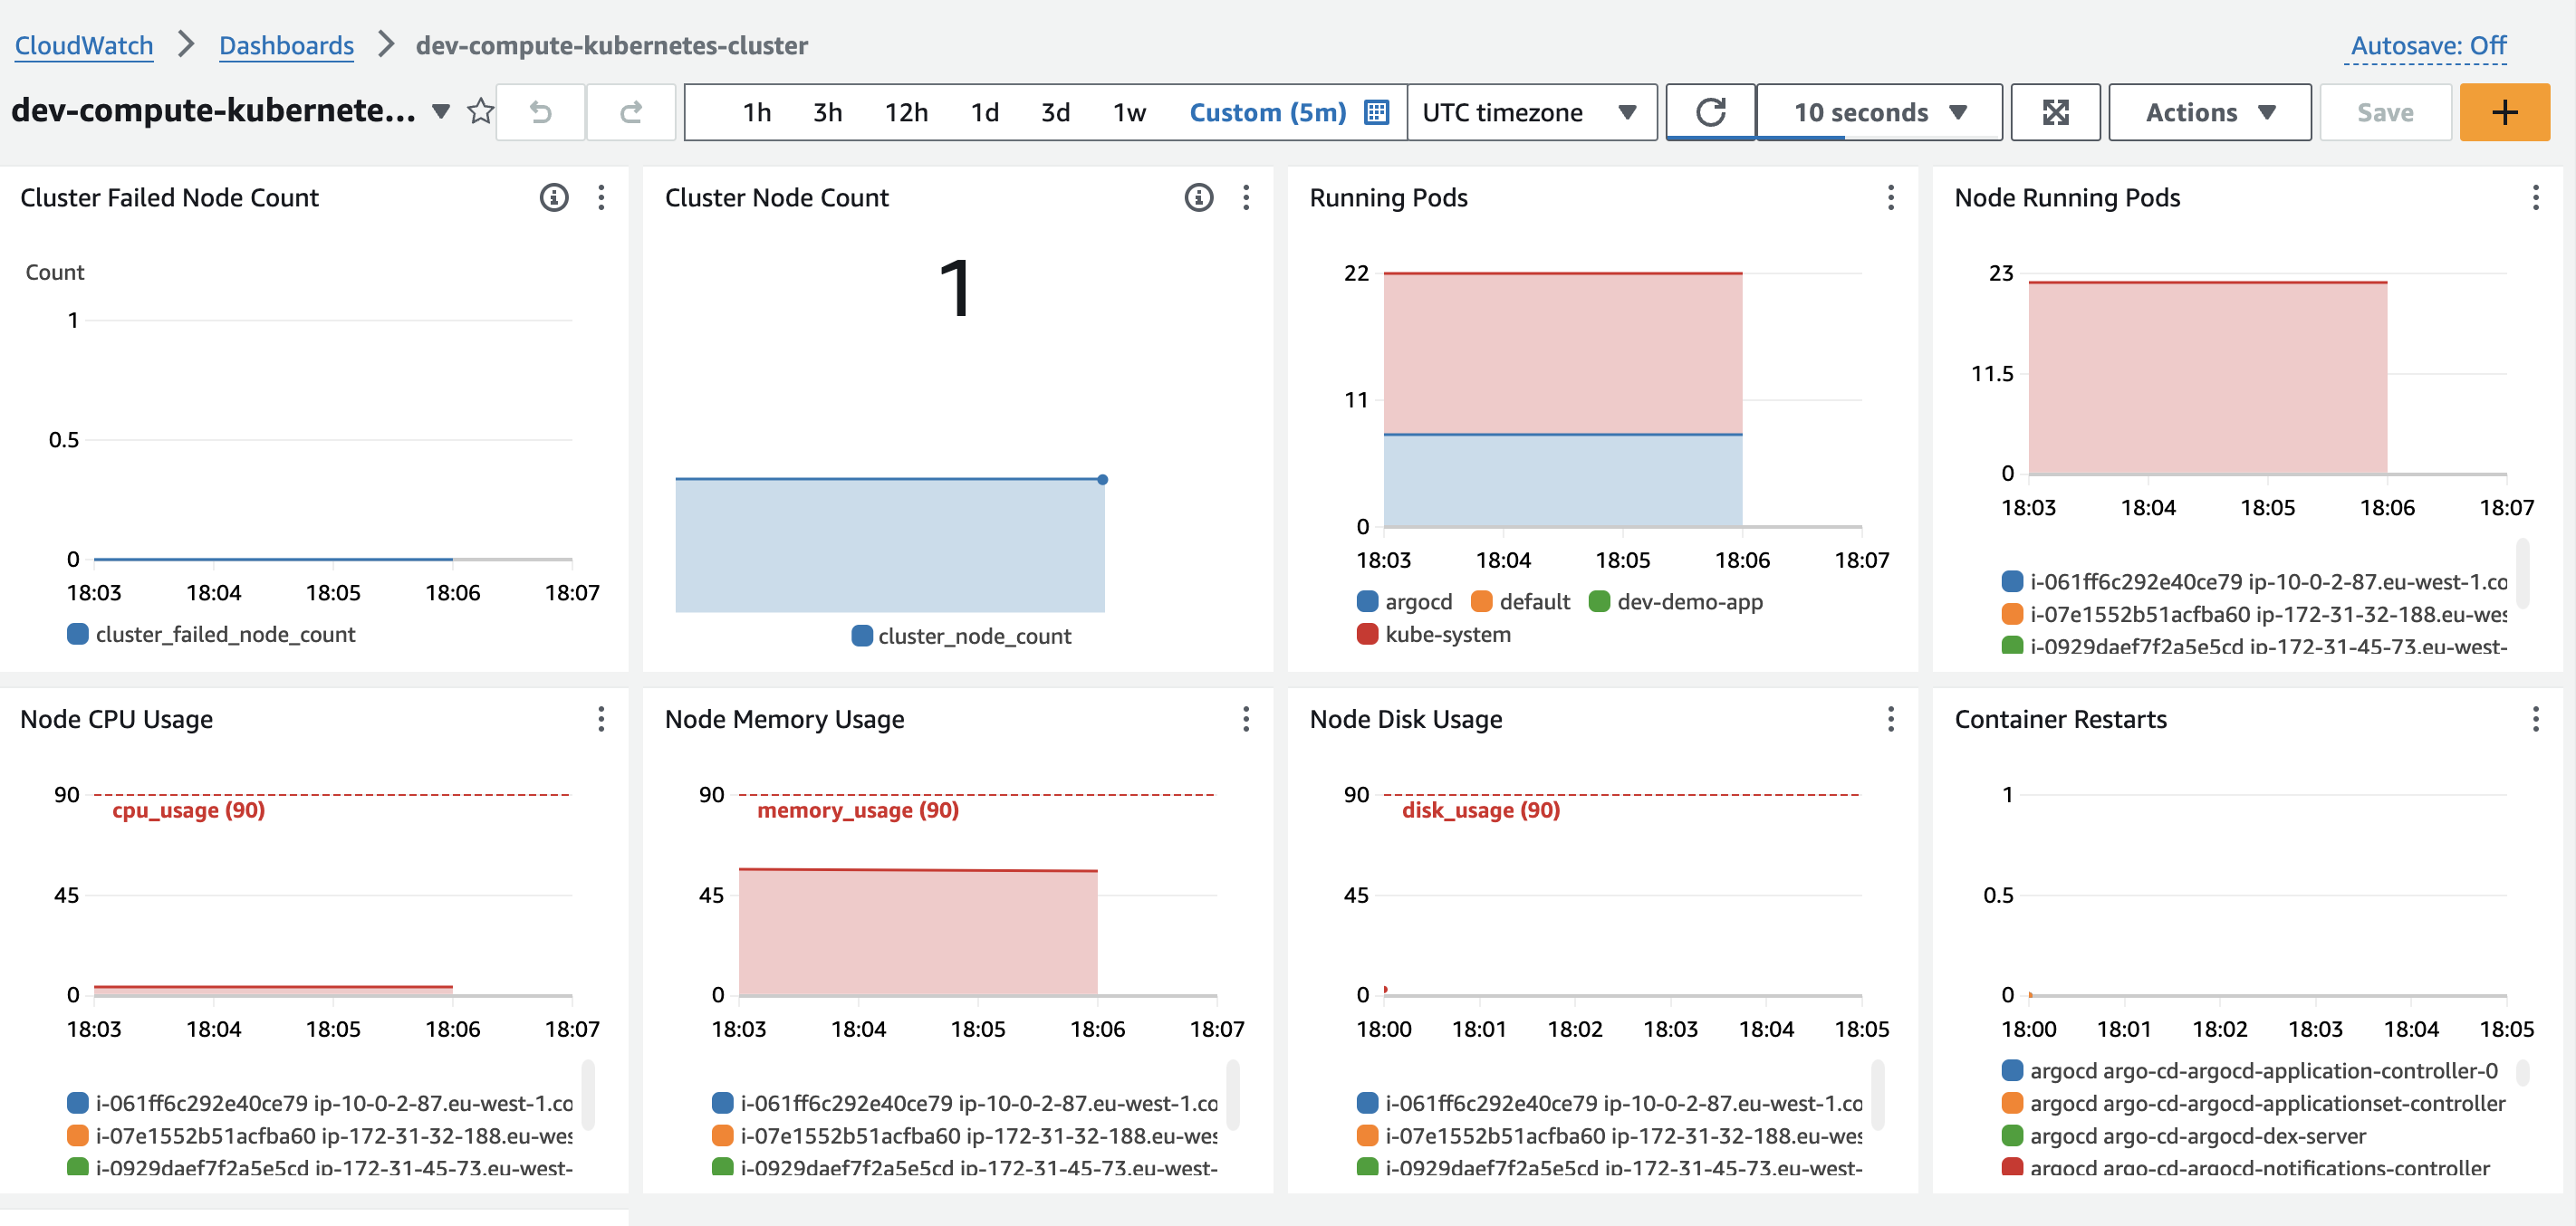 CloudWatch > Dashboards > dev-compute-kubernetes-cluster
Autosave: Off
dev-compute-kubernete...
1h 3h 12h 1d 3d 1w Custom (5m)
UTC timezone
10 seconds
Actions
Save
Cluster Failed Node Count
Count
1
0.5
0
18:03 18:04 18:05 18:06 18:07
cluster_failed_node_count
Cluster Node Count
1
cluster_node_count
Running Pods
22
11
0
18:03 18:04 18:05 18:06 18:07
argocd default dev-demo-app
kube-system
Node Running Pods
23
11.5
0
18:03 18:04 18:05 18:06 18:07
i-061ff6c292e40ce79 ip-10-0-2-87.eu-west-1.co
i-07e1552b51acfba60 ip-172-31-32-188.eu-wes
i-0929daef7f2a5e5cd ip-172-31-45-73.eu-west-
Node CPU Usage
90
cpu_usage (90)
45
0
18:03 18:04 18:05 18:06 18:07
i-061ff6c292e40ce79 ip-10-0-2-87.eu-west-1.co
i-07e1552b51acfba60 ip-172-31-32-188.eu-wes
i-0929daef7f2a5e5cd ip-172-31-45-73.eu-west-
Node Memory Usage
90
memory_usage (90)
45
0
18:03 18:04 18:05 18:06 18:07
i-061ff6c292e40ce79 ip-10-0-2-87.eu-west-1.co
i-07e1552b51acfba60 ip-172-31-32-188.eu-wes
i-0929daef7f2a5e5cd ip-172-31-45-73.eu-west-
Node Disk Usage
90
disk_usage (90)
45
0
18:00 18:01 18:02 18:03 18:04 18:05
i-061ff6c292e40ce79 ip-10-0-2-87.eu-west-1.co
i-07e1552b51acfba60 ip-172-31-32-188.eu-wes
i-0929daef7f2a5e5cd ip-172-31-45-73.eu-west-
Container Restarts
1
0.5
0
18:00 18:01 18:02 18:03 18:04 18:05
argocd argo-cd-argocd-application-controller-0
argocd argo-cd-argocd-applicationset-controller
argocd argo-cd-argocd-dex-server
argocd argo-cd-argocd-notifications-controller